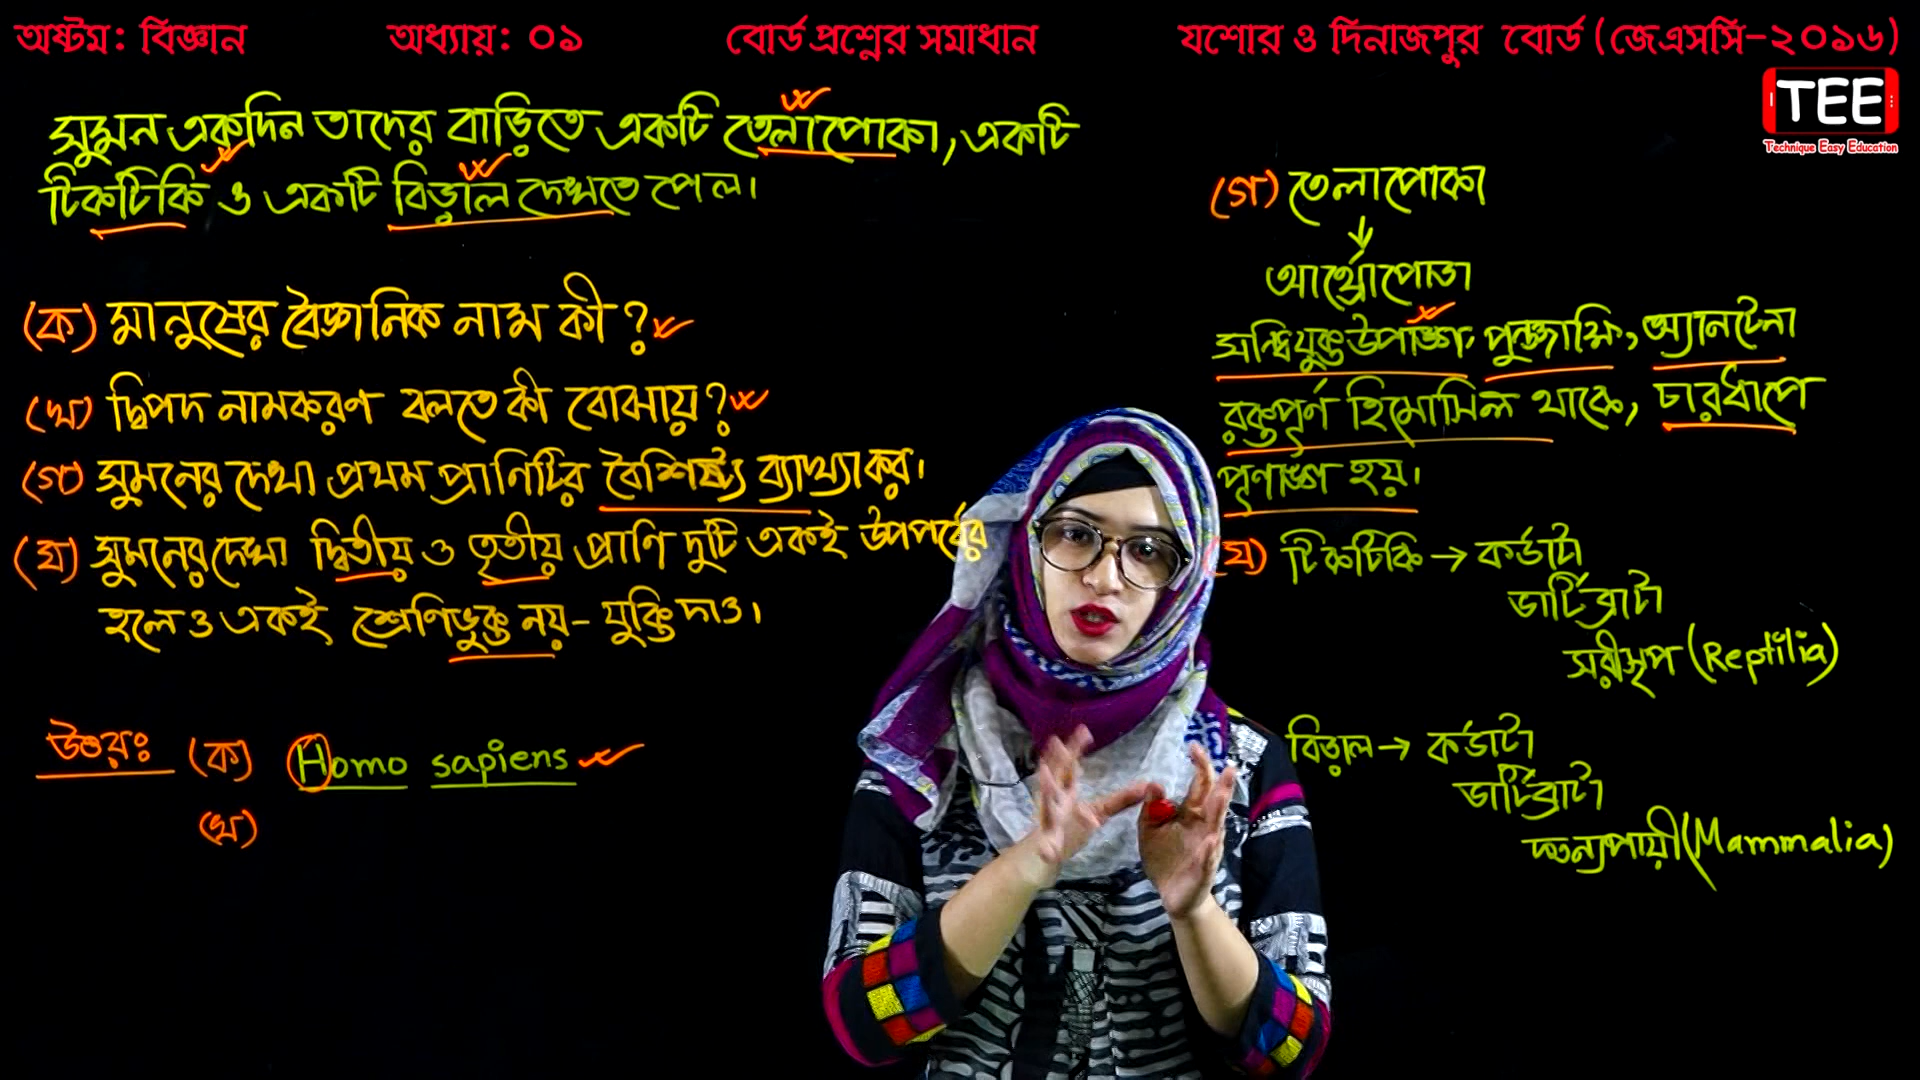 অষ্টম: বিজ্ঞান অধ্যায়: ০১ বোর্ড প্রশ্নের সমাধান যশোর ও দিনাজপুর বোর্ড (জেএসসি-২০১৬)
TEE
Technique Easy Education
সুমন একদিন তাদের বাড়িতে একটি তেলাপোকা, একটি
টিকটিকি ও একটি বিড়াল দেখতে পেল।
(ক) মানুষের বৈজ্ঞানিক নাম কী?
(খ) দ্বিপদ নামকরণ বলতে কী বোঝায়?
(গ) সুমনের দেখা প্রথম প্রাণিটির বৈশিষ্ট্য ব্যাখ্যা কর।
(ঘ) সুমনের দেখা দ্বিতীয় ও তৃতীয় প্রাণি দুটি একই উপপর্বের
হলেও একই শ্রেণিভুক্ত নয়- যুক্তি দাও।
উত্তর: (ক) Homo sapiens
(খ)
(গ) তেলাপোকা
আর্থ্রোপোডা
সন্ধিযুক্ত উপাঙ্গ, পুঞ্জাক্ষি, অ্যানটেনা
রক্তপূর্ণ হিমোসিল থাকে, চারধাপে
পূণাঙ্গ হয়।
(ঘ) টিকটিকি → কর্ডাটা
ভার্টিব্রাটা
সরীসৃপ (Reptilia)
বিড়াল → কর্ডাটা
ভার্টিব্রাটা
স্তন্যপায়ী (Mammalia)